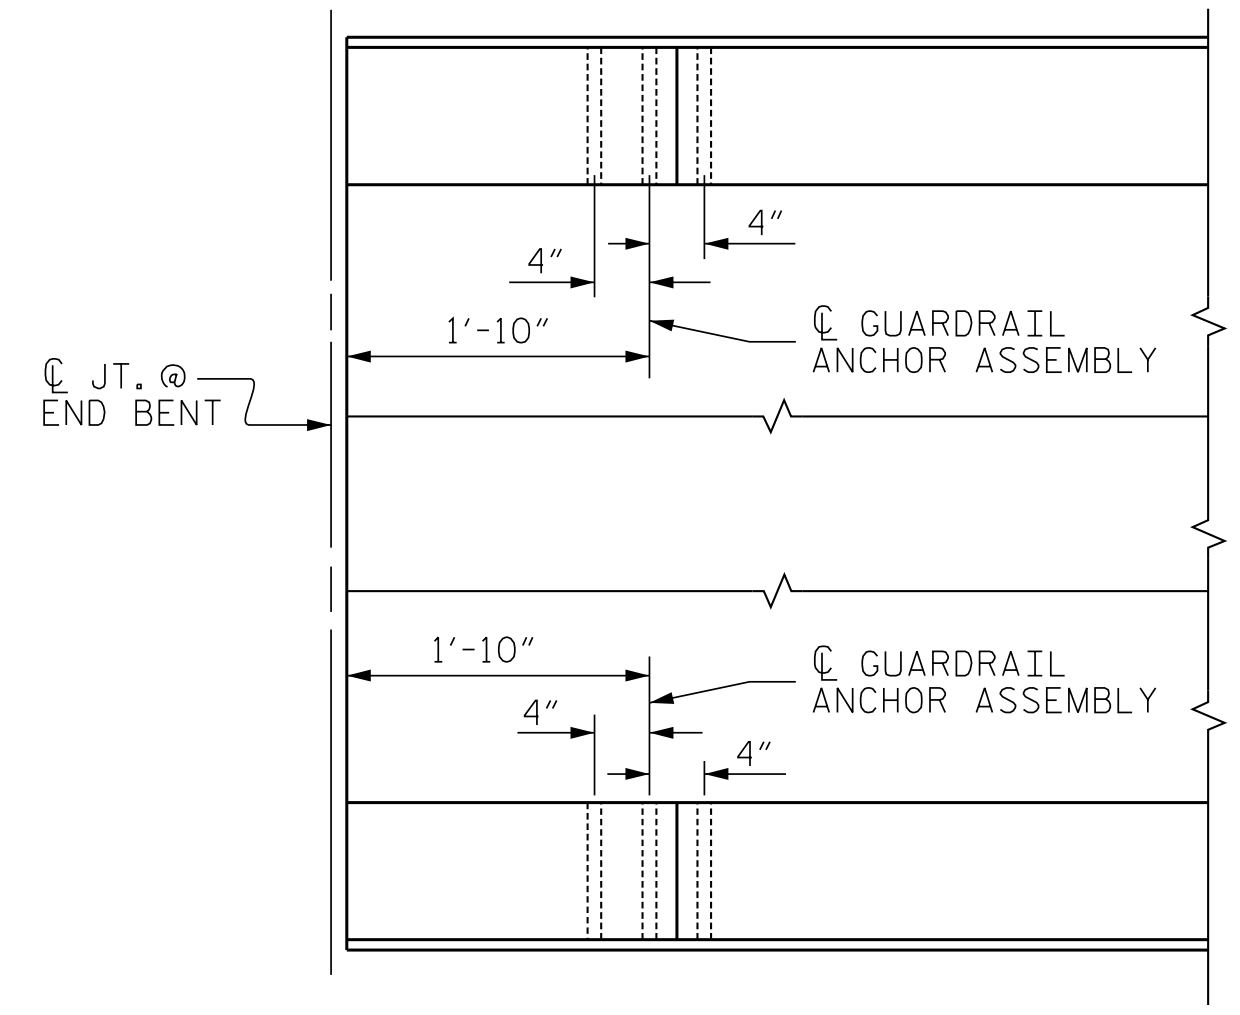 4"
4"
1'-10"
℄ GUARDRAIL
ANCHOR ASSEMBLY
℄ JT. @
END BENT
1'-10"
℄ GUARDRAIL
ANCHOR ASSEMBLY
4"
4"